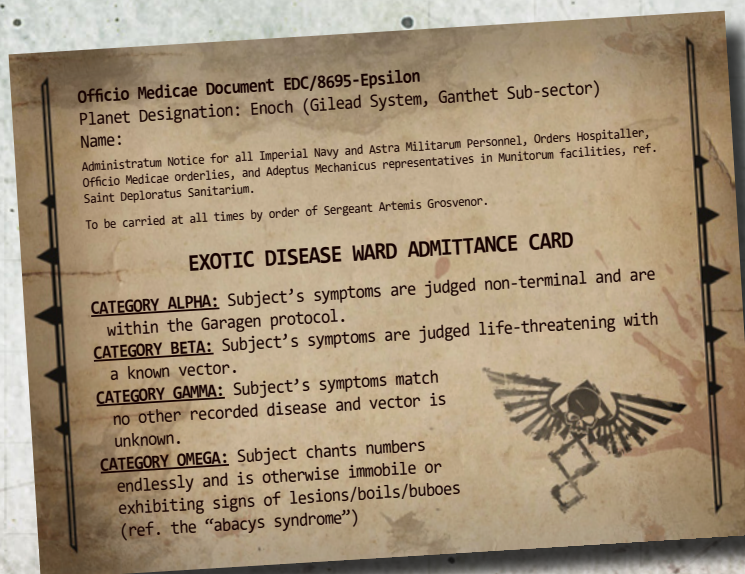 Officio Medicae Document EDC/8695-Epsilon
Planet Designation: Enoch (Gilead System, Ganthet Sub-sector)
Name:
Administratum Notice for all Imperial Navy and Astra Militarum Personnel, Orders Hospitaller,
Officio Medicae orderlies, and Adeptus Mechanicus representatives in Munitorum facilities, ref.
Saint Deploratus Sanitarium.
To be carried at all times by order of Sergeant Artemis Grosvenor.
EXOTIC DISEASE WARD ADMITTANCE CARD
CATEGORY ALPHA: Subject’s symptoms are judged non-terminal and are
within the Garagen protocol.
CATEGORY BETA: Subject’s symptoms are judged life-threatening with
a known vector.
CATEGORY GAMMA: Subject’s symptoms match
no other recorded disease and vector is
unknown.
CATEGORY OMEGA: Subject chants numbers
endlessly and is otherwise immobile or
exhibiting signs of lesions/boils/buboes
(ref. the “abacys syndrome”)